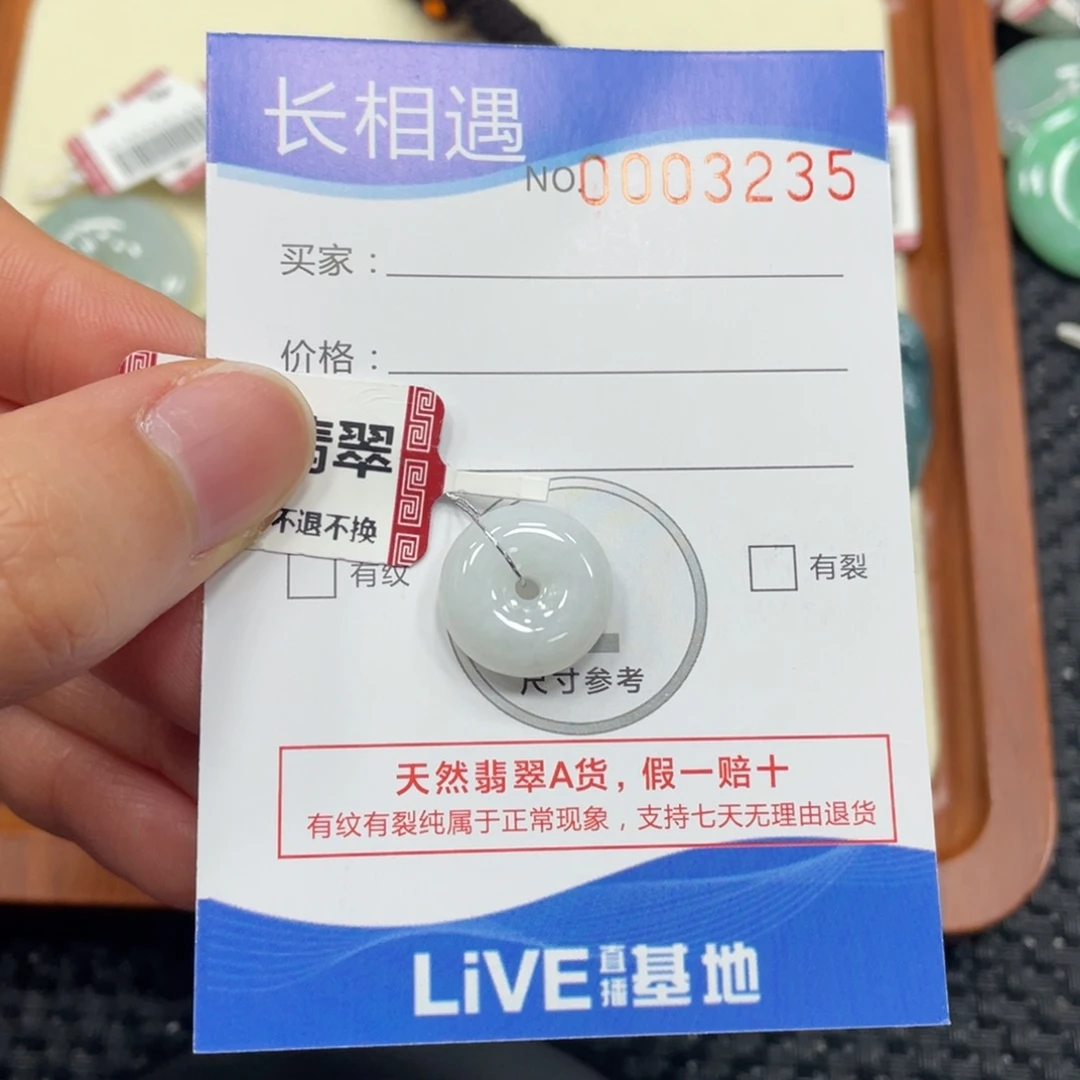 长相遇
NO.0003235
买家：
价格：
翡翠
不退不换
有纹
有裂
尺寸参考
天然翡翠A货，假一赔十
有纹有裂纯属于正常现象，支持七天无理由退货
LiVE直播基地